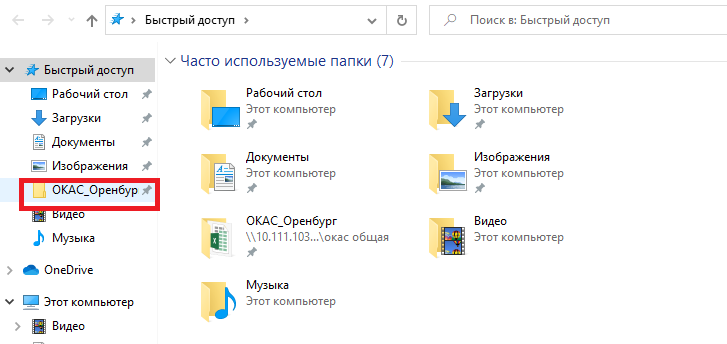 Быстрый доступ
Поиск в: Быстрый доступ
Быстрый доступ
Рабочий стол
Загрузки
Документы
Изображения
ОКАС_Оренбур
Видео
Музыка
OneDrive
Этот компьютер
Видео
Часто используемые папки (7)
Рабочий стол
Этот компьютер
Загрузки
Этот компьютер
Документы
Этот компьютер
Изображения
Этот компьютер
ОКАС_Оренбург
\\10.111.103...\окас общая
Видео
Этот компьютер
Музыка
Этот компьютер